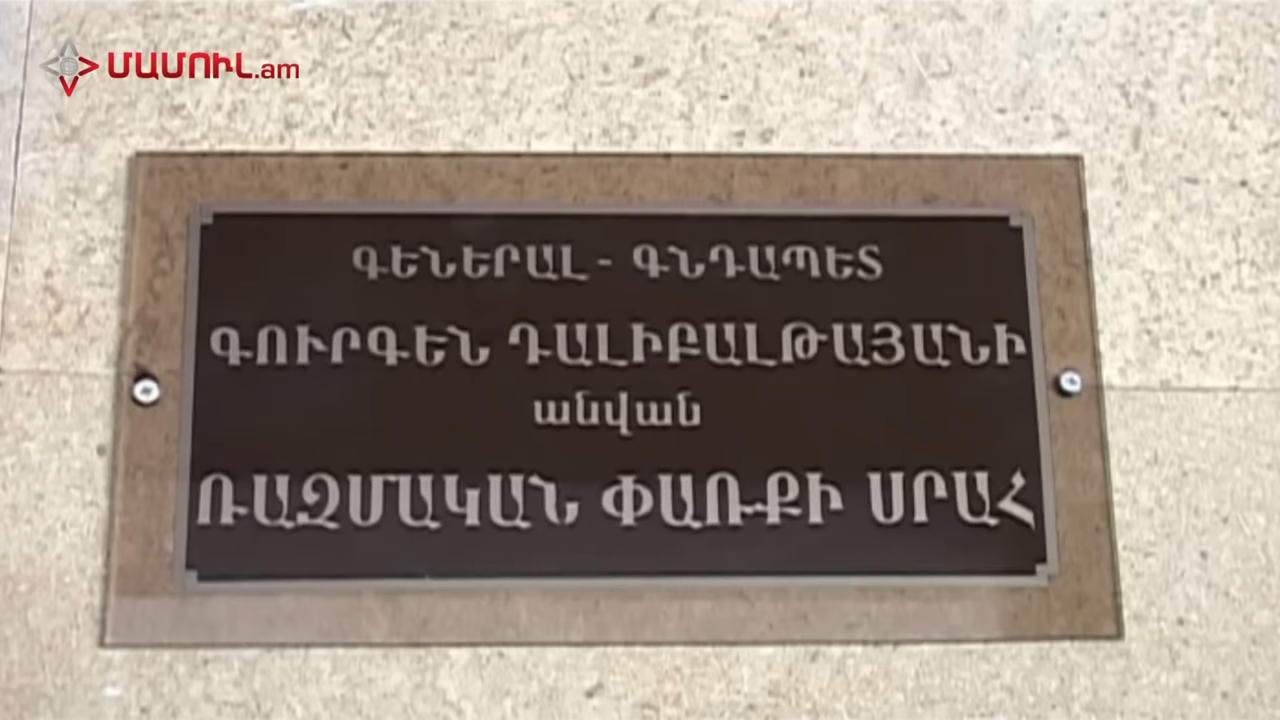 ՄԱՄՈՒԼ.am
ԳԵՆԵՐԱԼ - ԳՆԴԱՊԵՏ
ԳՈՒՐԳԵՆ ԴԱԼԻԲԱԼԹԱՅԱՆԻ
անվան
ՌԱԶՄԱԿԱՆ ՓԱՌՔԻ ՍՐԱՀ